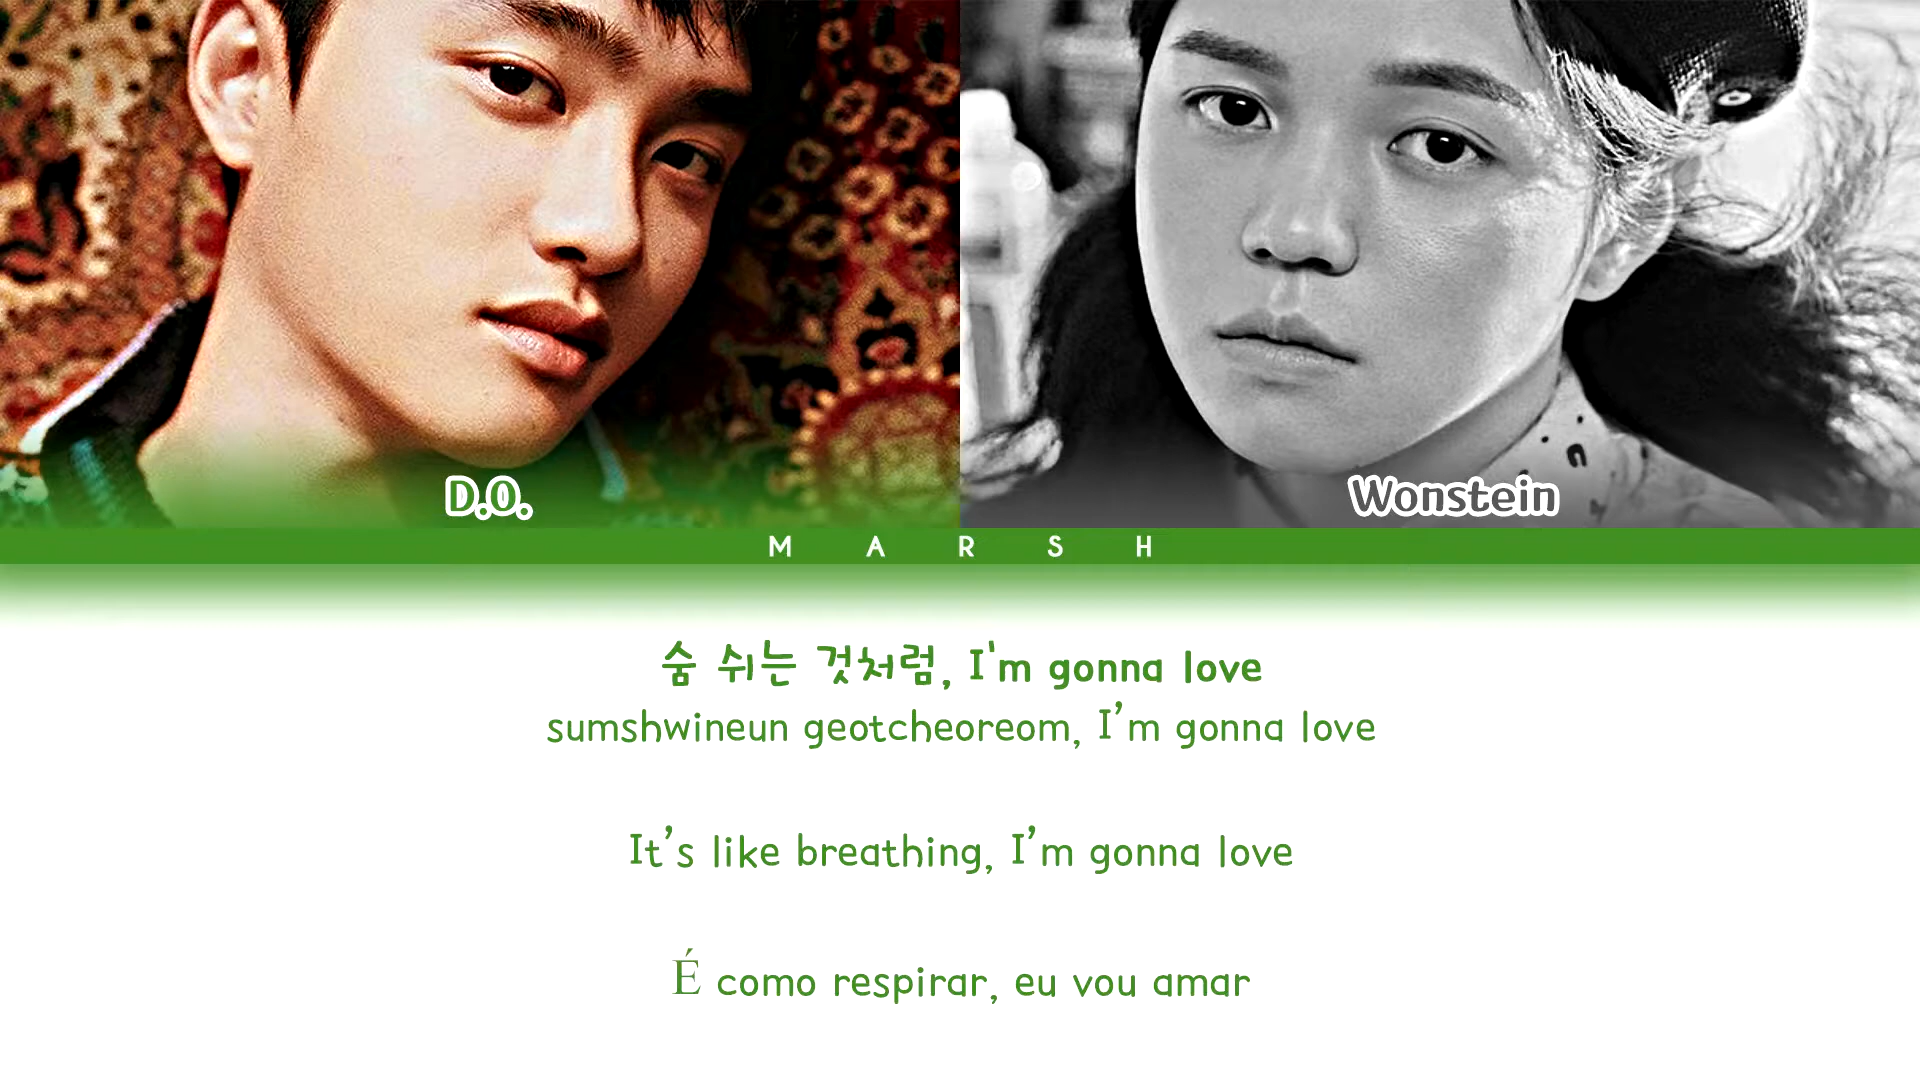 D.O.
Wonstein
MARSH
숨 쉬는 것처럼, I'm gonna love
sumshwineun geotcheoreom, I’m gonna love
It’s like breathing, I’m gonna love
É como respirar, eu vou amar